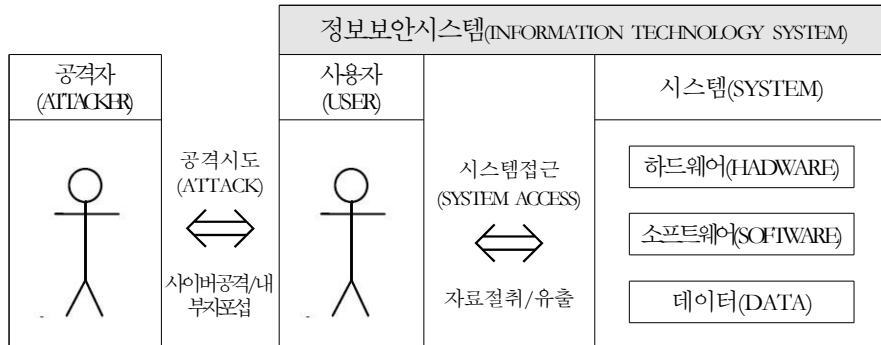 정보보안시스템(INFORMATION TECHNOLOGY SYSTEM)
공격자
(ATTACKER)
사용자
(USER)
시스템(SYSTEM)
공격시도
(ATTACK)
사이버공격/내
부자포섭
시스템접근
(SYSTEM ACCESS)
자료절취/유출
하드웨어(HADWARE)
소프트웨어(SOFTWARE)
데이터(DATA)